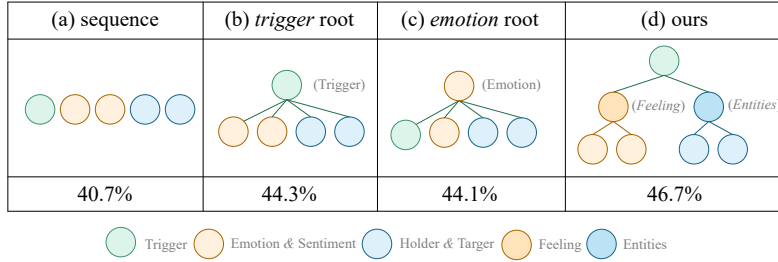 (a) sequence
(b) trigger root
(c) emotion root
(d) ours
(Trigger)
(Emotion)
(Feeling)
(Entities)
40.7%
44.3%
44.1%
46.7%
Trigger
Emotion & Sentiment
Holder & Targer
Feeling
Entities